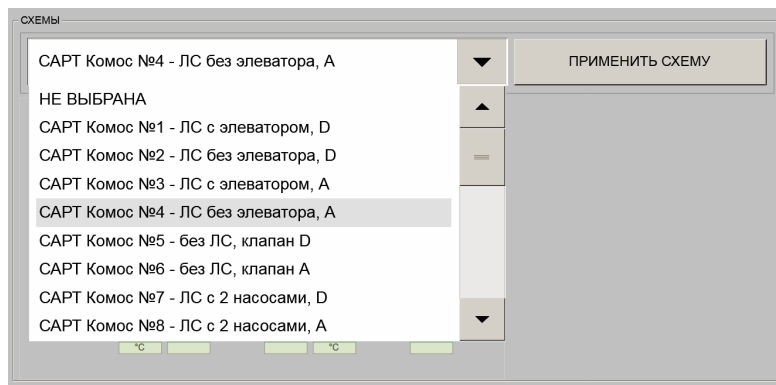 СХЕМЫ
САРТ Комос №4 - ЛС без элеватора, А
ПРИМЕНИТЬ СХЕМУ
НЕ ВЫБРАНА
САРТ Комос №1 - ЛС с элеватором, D
САРТ Комос №2 - ЛС без элеватора, D
САРТ Комос №3 - ЛС с элеватором, А
САРТ Комос №4 - ЛС без элеватора, А
САРТ Комос №5 - без ЛС, клапан D
САРТ Комос №6 - без ЛС, клапан А
САРТ Комос №7 - ЛС с 2 насосами, D
САРТ Комос №8 - ЛС с 2 насосами, А
°C °C